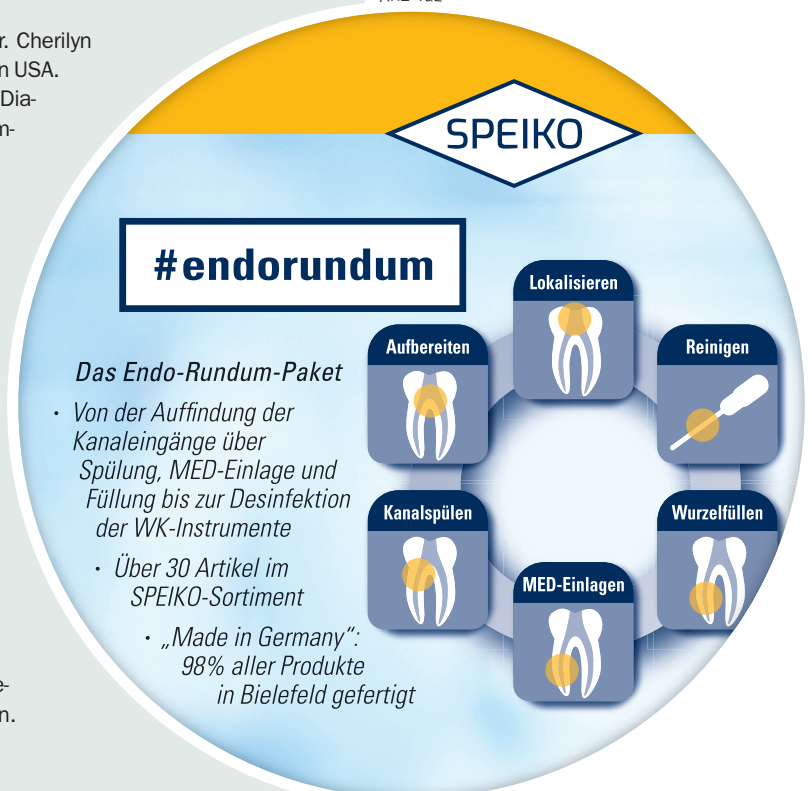 r. Cherilyn
n USA.
Dia-
m-
SPEIKO
#endorundum
Das Endo-Rundum-Paket
· Von der Auffindung der
Kanaleingänge über
Spülung, MED-Einlage und
Füllung bis zur Desinfektion
der WK-Instrumente
· Über 30 Artikel im
SPEIKO-Sortiment
· „Made in Germany“:
98% aller Produkte
in Bielefeld gefertigt
Lokalisieren
Aufbereiten
Reinigen
Kanalspülen
Wurzelfüllen
MED-Einlagen
e-
n.